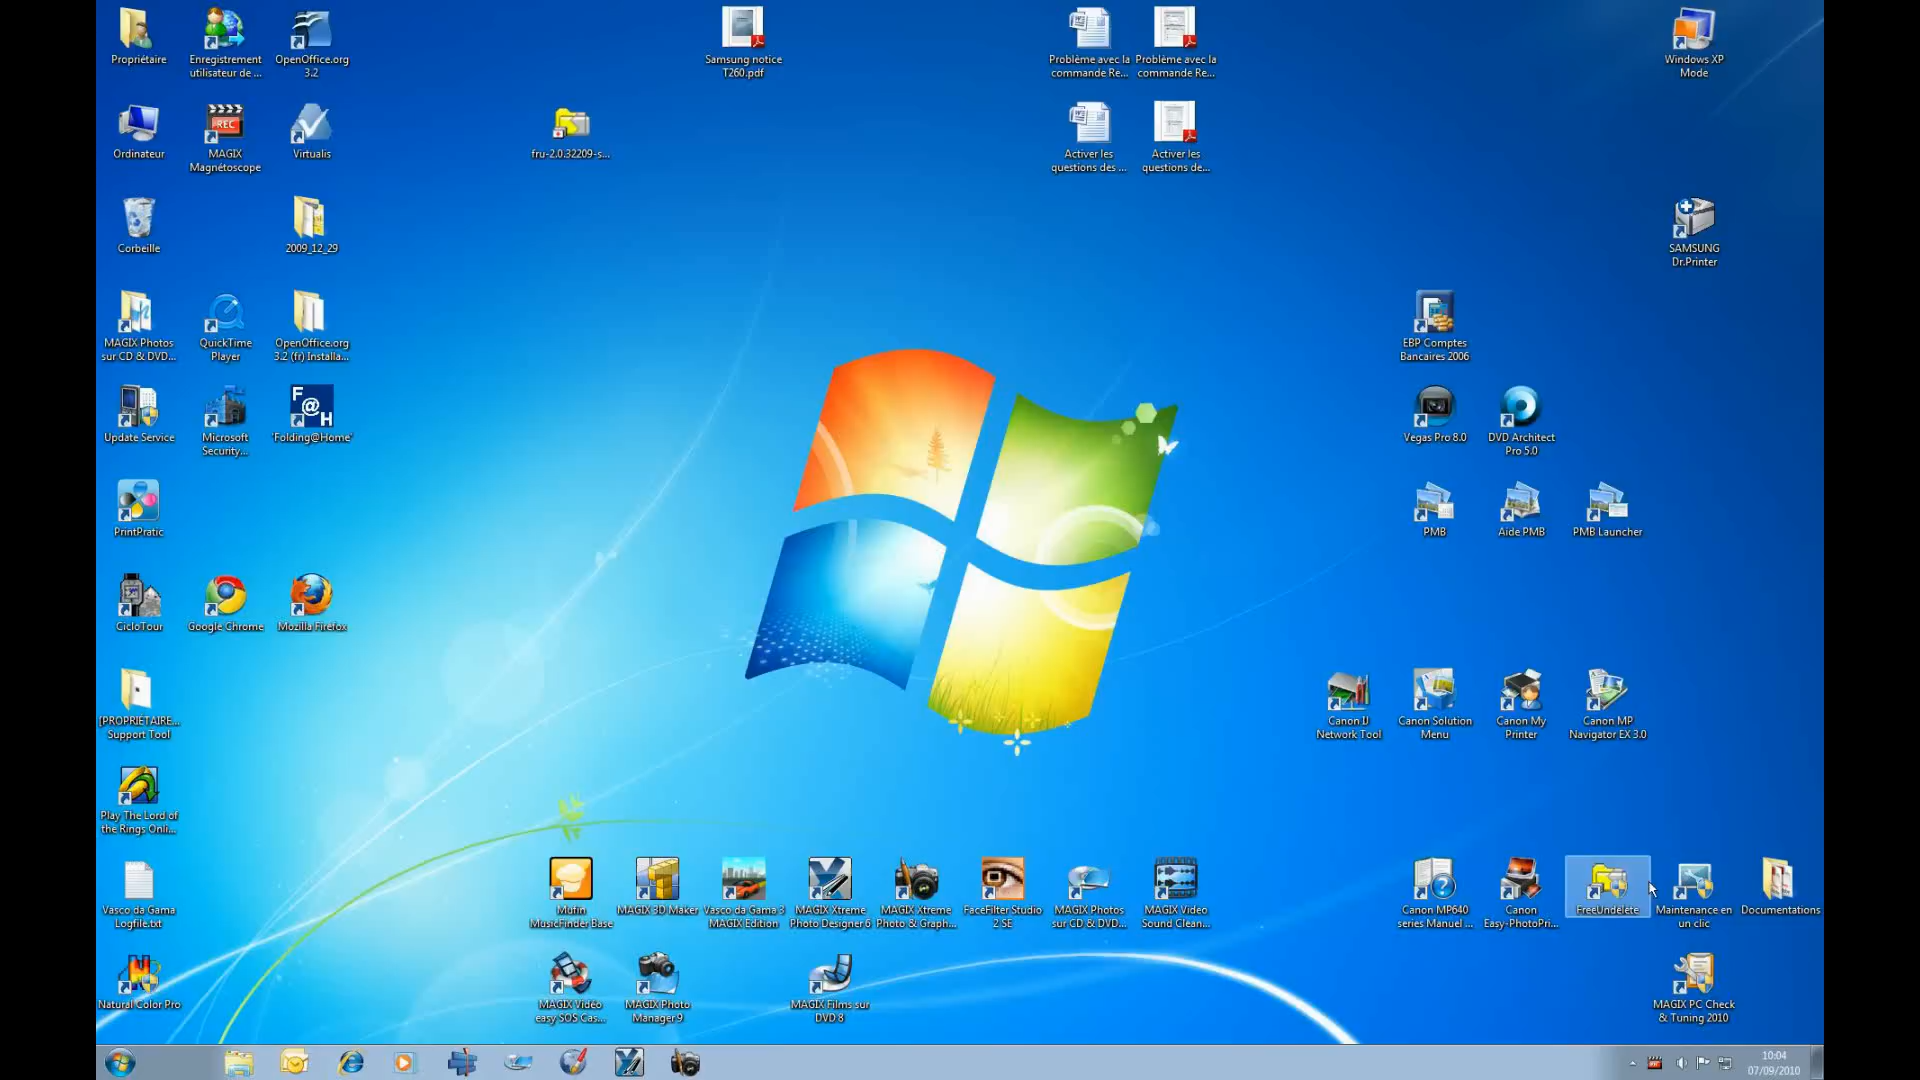 Propriétaire
Enregistrement
utilisateur de ...
OpenOffice.org
3.2
Samsung notice
T260.pdf
Problème avec la
commande Re...
Problème avec la
commande Re...
Windows XP
Mode
Ordinateur
REC
MAGIX
Magnétoscope
Virtualis
fru-2.0.32209-s...
Activer les
questions des ...
Activer les
questions de...
Corbeille
2009_12_29
SAMSUNG
Dr.Printer
MAGIX Photos
sur CD & DVD...
QuickTime
Player
OpenOffice.org
3.2 (fr) Installa...
EBP Comptes
Bancaires 2006
Update Service
Microsoft
Security...
F
@
H
'Folding@Home'
Vegas Pro 8.0
DVD Architect
Pro 5.0
PrintPratic
PMB
Aide PMB
PMB Launcher
CicloTour
Google Chrome
Mozilla Firefox
[PROPRIETAIRE...
Support Tool
Canon IJ
Network Tool
Canon Solution
Menu
Canon My
Printer
Canon MP
Navigator EX 3.0
Play The Lord of
the Rings Onli...
Vasco da Gama
Logfile.txt
Mufin
MusicFinder Base
MAGIX 3D Maker
Vasco da Gama 3
MAGIX Edition
MAGIX Xtreme
Photo Designer 6
MAGIX Xtreme
Photo & Graph...
FaceFilter Studio
2 SE
MAGIX Photos
sur CD & DVD...
MAGIX Video
Sound Clean...
Canon MP640
series Manuel ...
Canon
Easy-PhotoPri...
FreeUndelete
Maintenance en
un clic
Documentations
Natural Color Pro
MAGIX Vidéo
easy SOS Cas...
MAGIX Photo
Manager 9
MAGIX Films sur
DVD 8
MAGIX PC Check
& Tuning 2010
10:04
07/09/2010